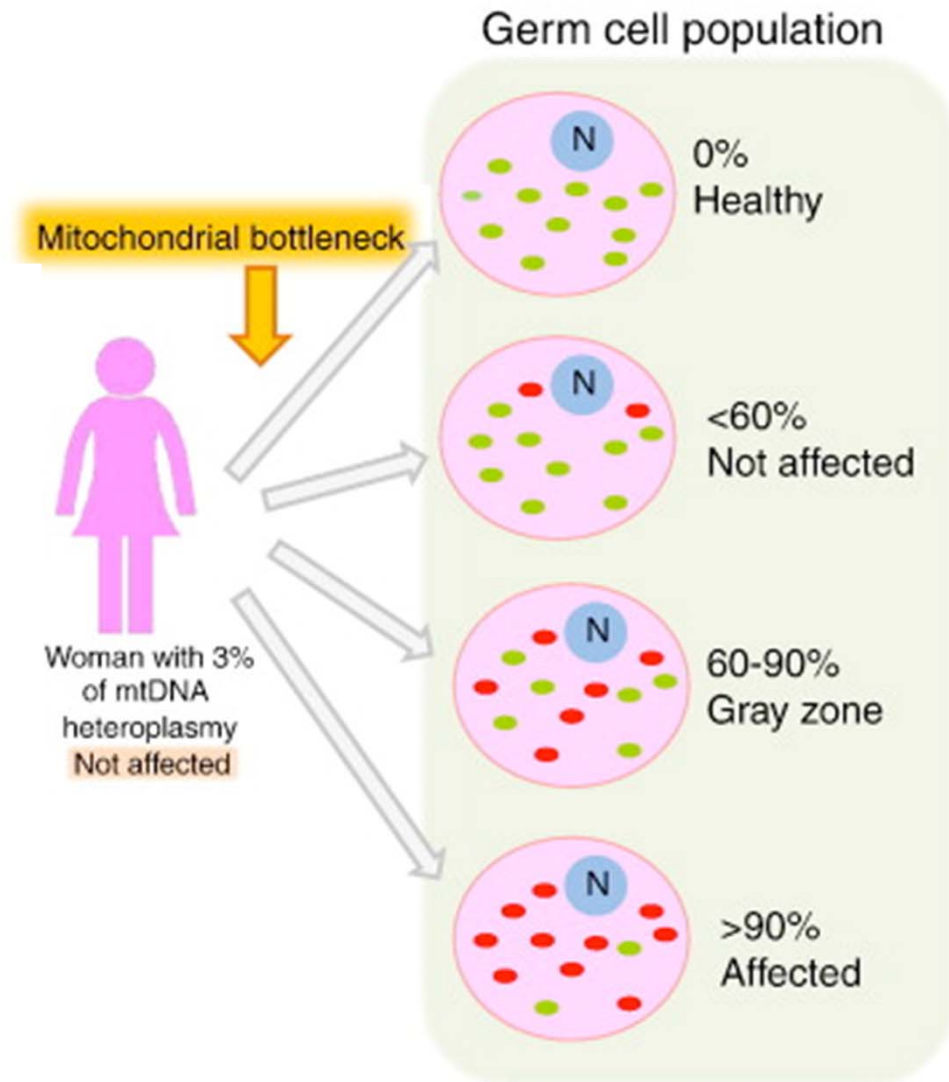 Germ cell population
Mitochondrial bottleneck
Woman with 3%
of mtDNA
heteroplasmy
Not affected
N
0%
Healthy
N
<60%
Not affected
N
60-90%
Gray zone
N
>90%
Affected